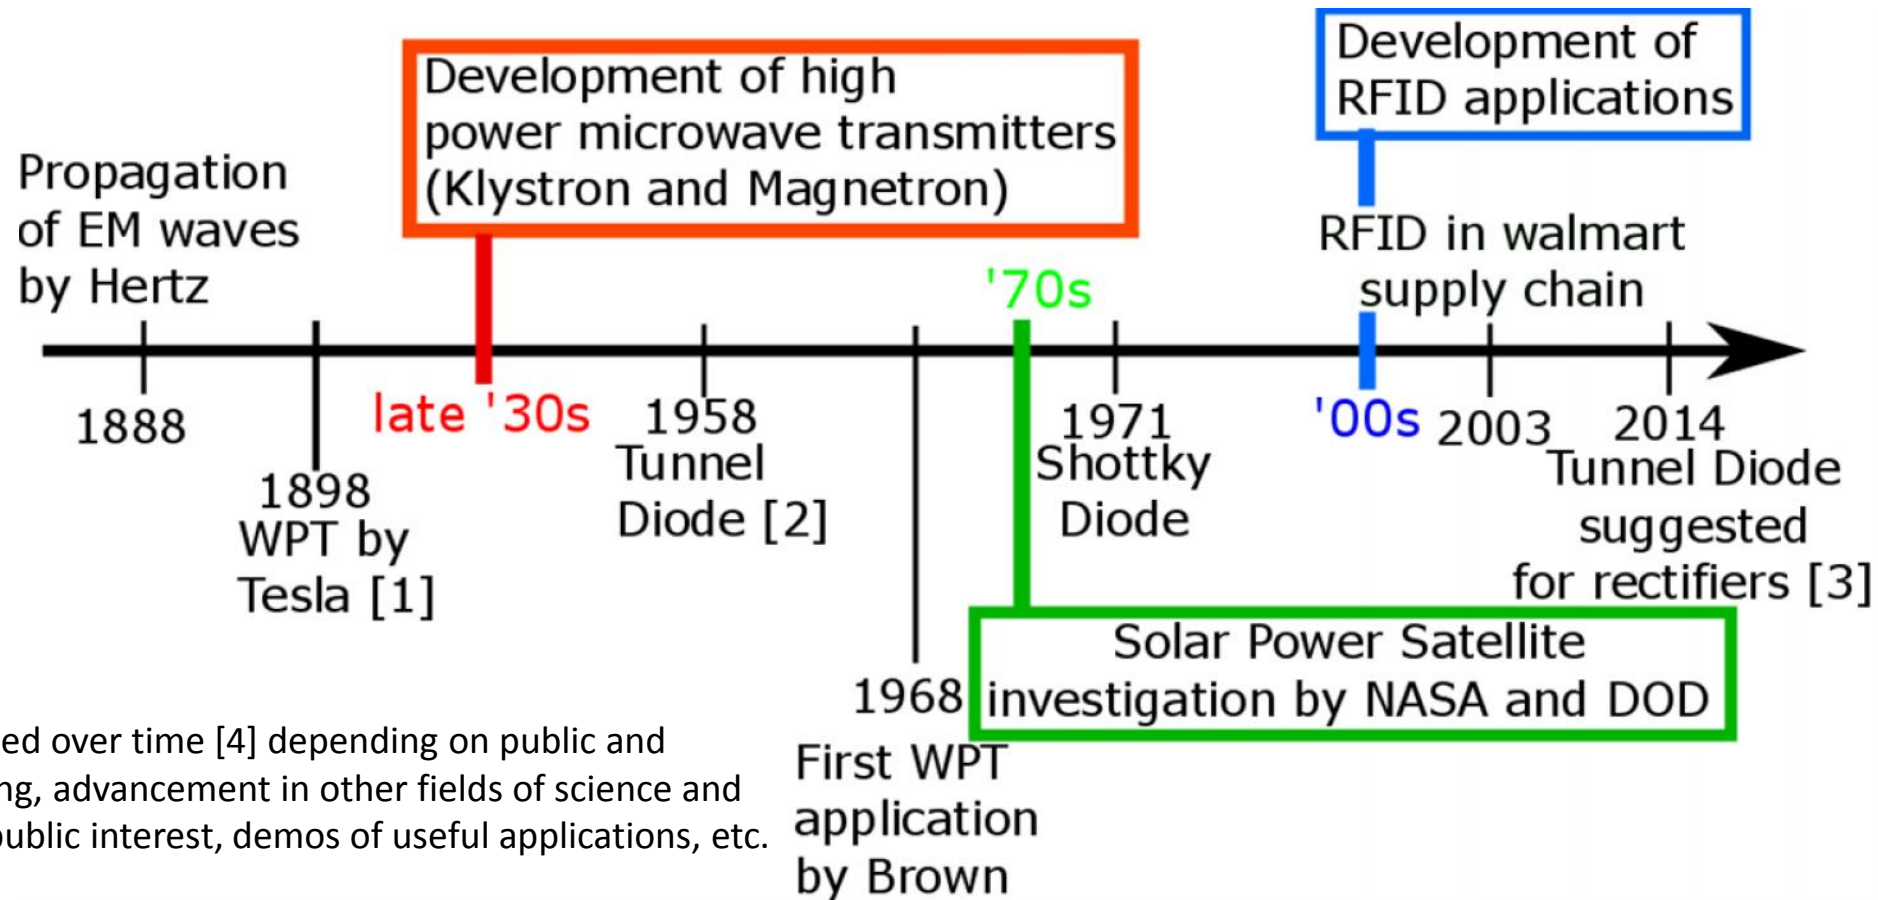 Development of high
power microwave transmitters
(Klystron and Magnetron)
Development of
RFID applications
Propagation
of EM waves
by Hertz
RFID in walmart
supply chain
'70s
1888
1898
WPT by
Tesla [1]
late '30s
1958
Tunnel
Diode [2]
1971
Shottky
Diode
'00s
2003
2014
Tunnel Diode
suggested
for rectifiers [3]
Solar Power Satellite
investigation by NASA and DOD
1968
First WPT
application
by Brown
ed over time [4] depending on public and
ng, advancement in other fields of science and
public interest, demos of useful applications, etc.